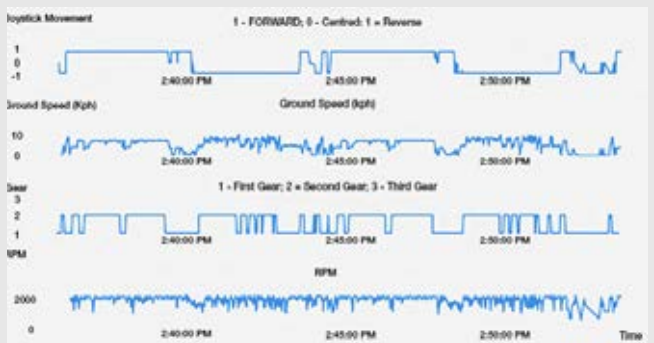 Joystick Movement
1 - FORWARD; 0 - Centred: 1 = Reverse
1
0
-1
2:40:00 PM 2:45:00 PM 2:50:00 PM
Ground Speed (Kph) Ground Speed (kph)
10
0
2:40:00 PM 2:45:00 PM 2:50:00 PM
Gear 1 - First Gear; 2 = Second Gear; 3 - Third Gear
3
2
1
2:40:00 PM 2:45:00 PM 2:50:00 PM
RPM
RPM
2000
0
2:40:00 PM 2:45:00 PM 2:50:00 PM Time